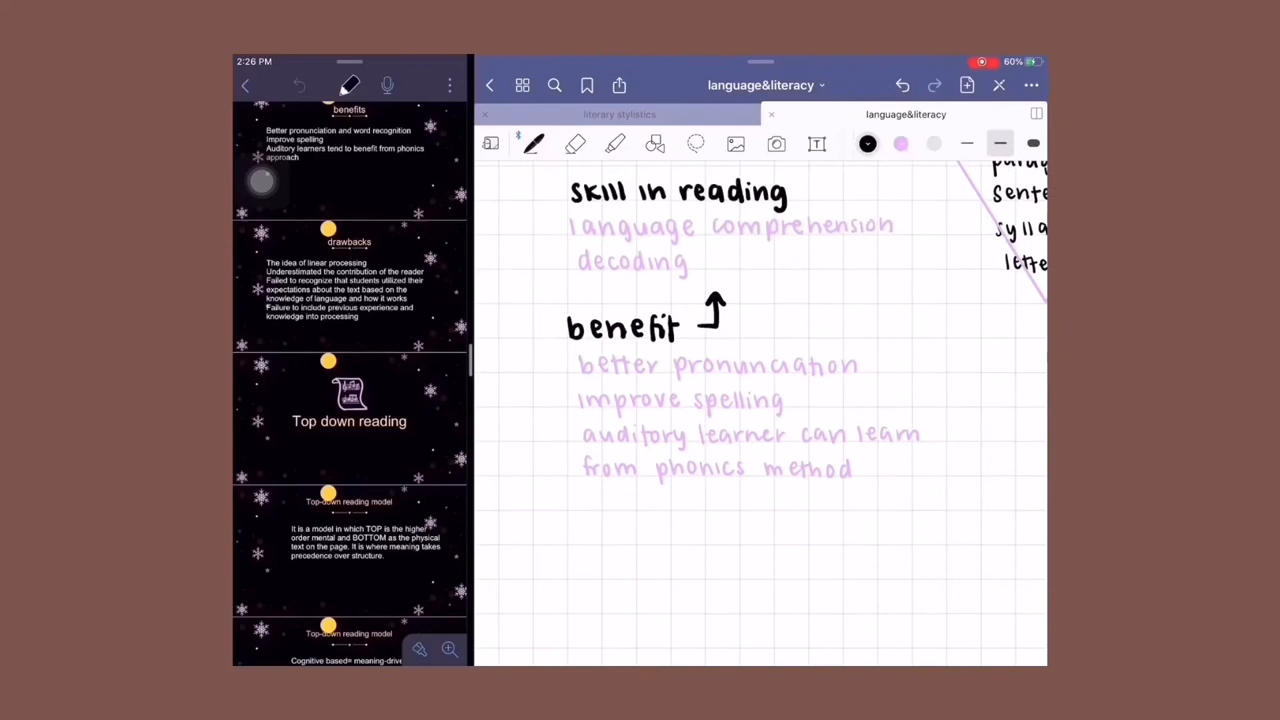 2:26 PM
60%
benefits
Better pronunciation and word recognition
Improve spelling
Auditory learners tend to benefit from phonics
approach
drawbacks
The idea of linear processing
Underestimated the contribution of the reader
Failed to recognize that students utilized their
expectations about the text based on the
knowledge of language and how it works
Failure to include previous experience and
knowledge into processing
Top down reading
Top-down reading model
It is a model in which TOP is the higher
order mental and BOTTOM as the physical
text on the page. It is where meaning takes
precedence over structure.
Top-down reading model
Cognitive based= meaning-drive
language&literacy
literary stylistics
language&literacy
T
skill in reading
language comprehension
decoding
benefit
better pronunciation
improve spelling
auditory learner can learn
from phonics method
parag
sente
sylla
lette